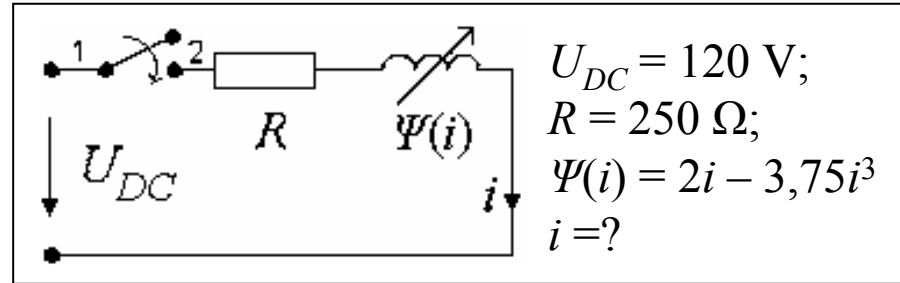 1 2
R Ψ(i)
U_DC
i
U_DC = 120 V;
R = 250 Ω;
Ψ(i) = 2i – 3,75i³
i =?